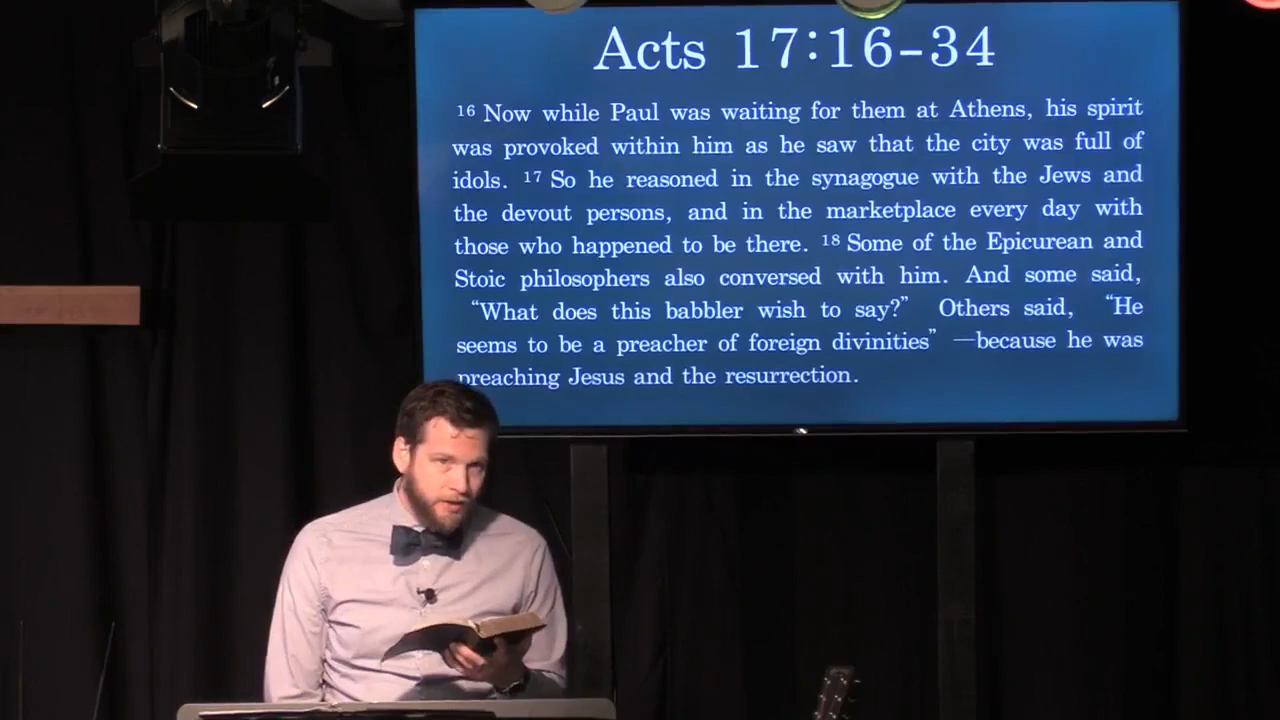 Acts 17:16-34
16 Now while Paul was waiting for them at Athens, his spirit
was provoked within him as he saw that the city was full of
idols. 17 So he reasoned in the synagogue with the Jews and
the devout persons, and in the marketplace every day with
those who happened to be there. 18 Some of the Epicurean and
Stoic philosophers also conversed with him. And some said,
“What does this babbler wish to say?” Others said, “He
seems to be a preacher of foreign divinities” —because he was
preaching Jesus and the resurrection.